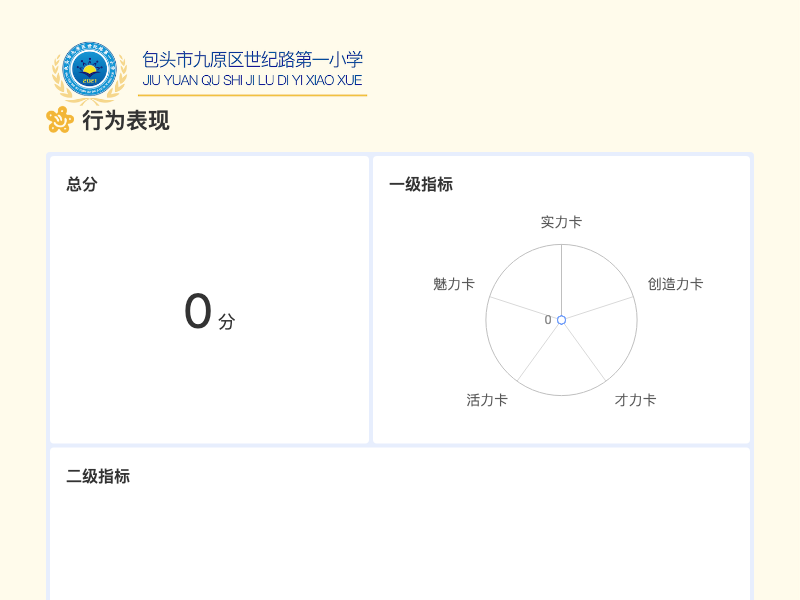 包头市九原区世纪路第一小学
JIU YUAN QU SHI JI LU DI YI XIAO XUE
2021
行为表现
总分
0 分
一级指标
实力卡
魅力卡
创造力卡
0
活力卡
才力卡
二级指标